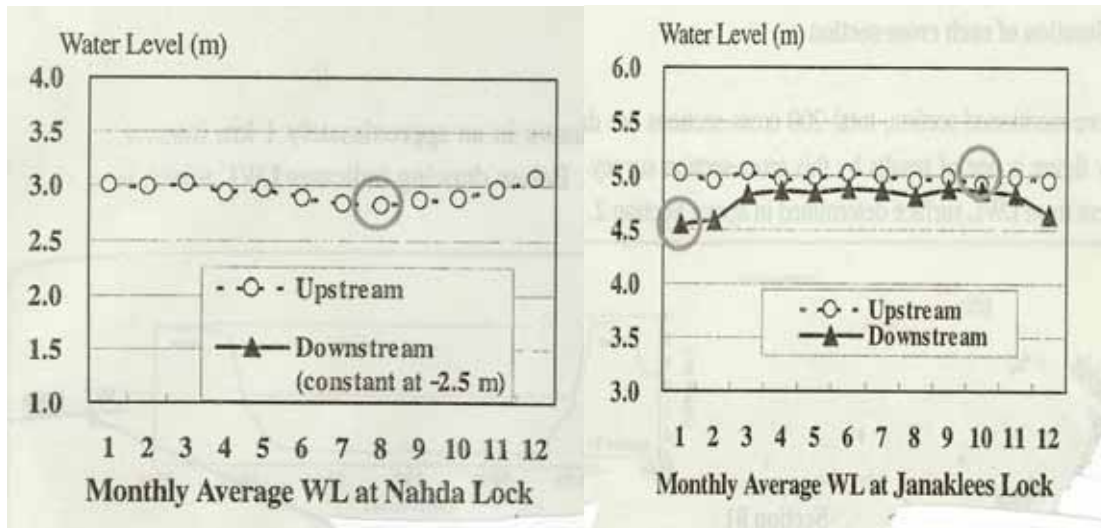 Water Level (m)
4.0
3.5
3.0
2.5
2.0
1.5
1.0
Upstream
Downstream
(constant at -2.5 m)
1 2 3 4 5 6 7 8 9 10 11 12
Monthly Average WL at Nahda Lock
Water Level (m)
6.0
5.5
5.0
4.5
4.0
3.5
3.0
Upstream
Downstream
1 2 3 4 5 6 7 8 9 10 11 12
Monthly Average WL at Janaklees Lock